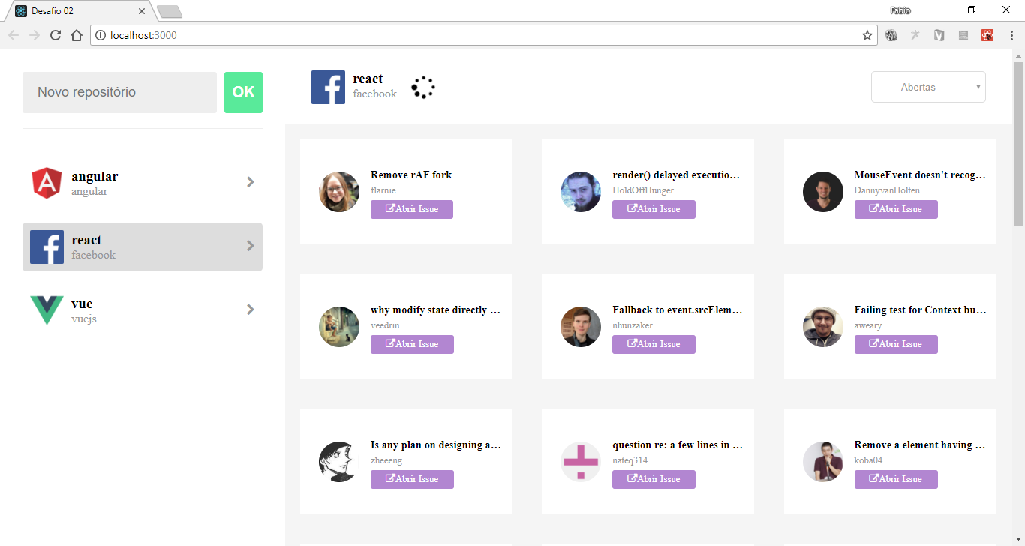 Desafio 02
localhost:3000
Novo repositório
OK
angular
angular
react
facebook
vue
vuejs
react
facebook
Abertas
Remove rAF fork
flarnie
Abrir Issue
render() delayed executio…
HoldOffHunger
Abrir Issue
MouseEvent doesn't recog…
DannyvanHolten
Abrir Issue
why modify state directly …
veedrin
Abrir Issue
Fallback to event.srcElem…
nhunzaker
Abrir Issue
Failing test for Context bu…
aweary
Abrir Issue
Is any plan on designing a…
zheeeng
Abrir Issue
question re: a few lines in …
nateq314
Abrir Issue
Remove a element having …
koba04
Abrir Issue